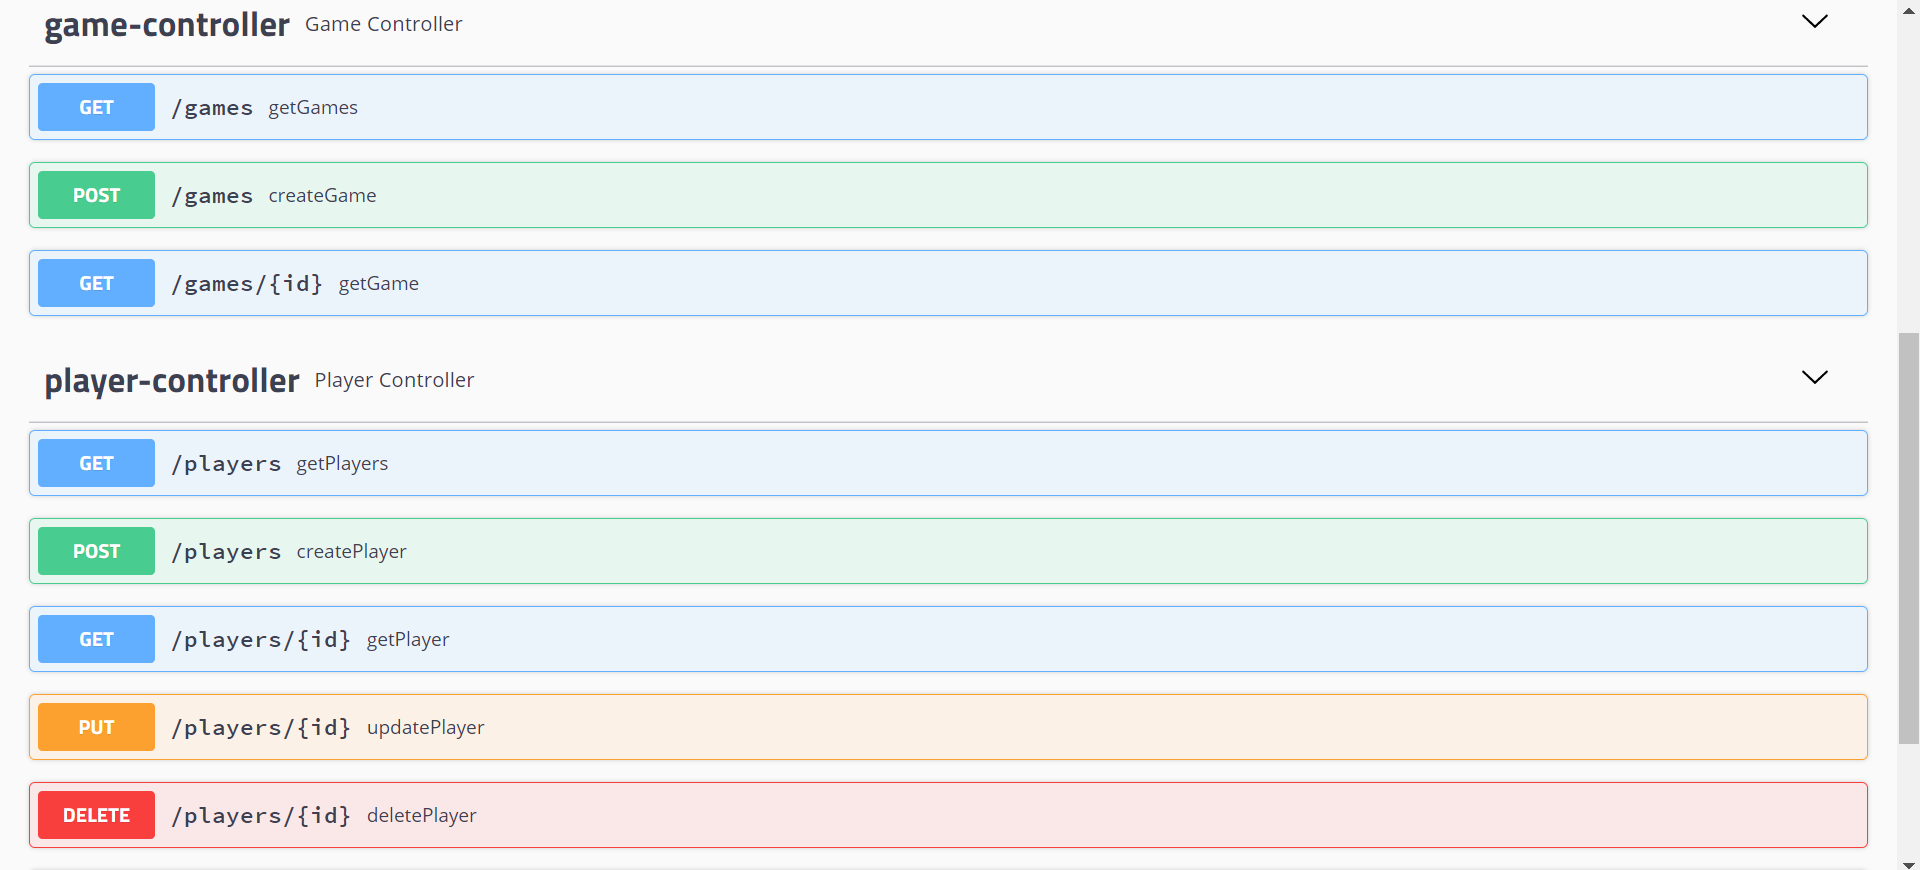 game-controller Game Controller
GET /games getGames
POST /games createGame
GET /games/{id} getGame
player-controller Player Controller
GET /players getPlayers
POST /players createPlayer
GET /players/{id} getPlayer
PUT /players/{id} updatePlayer
DELETE /players/{id} deletePlayer